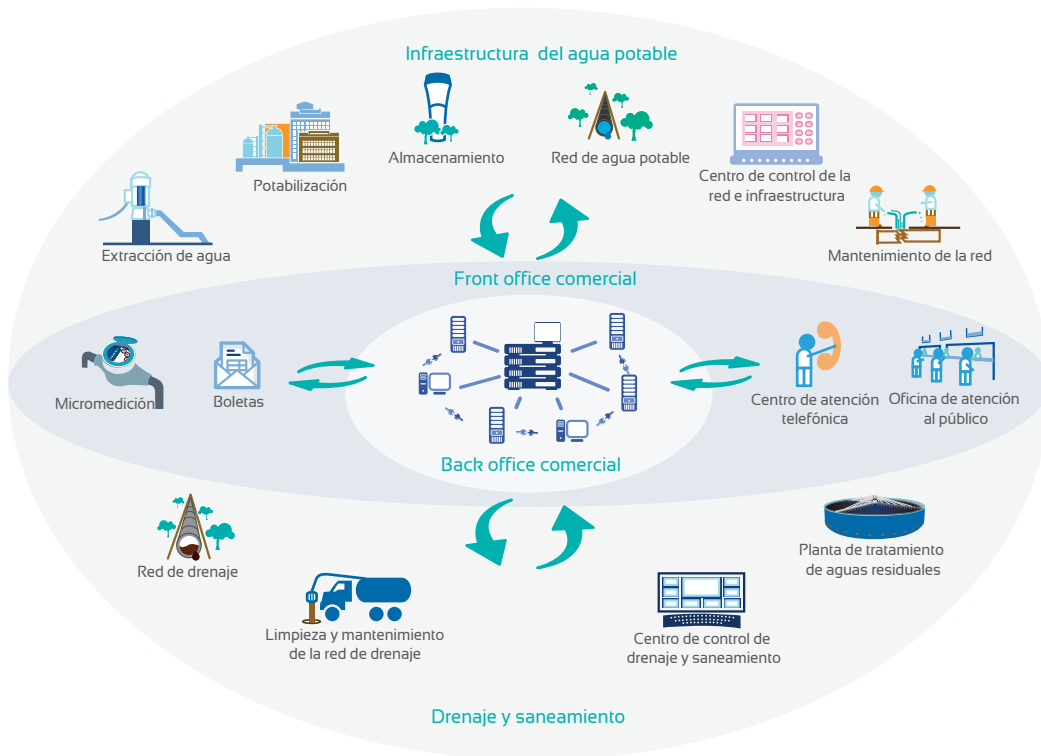 Infraestructura del agua potable
Almacenamiento
Red de agua potable
Potabilización
Centro de control de la
red e infraestructura
Extracción de agua
Mantenimiento de la red
Front office comercial
Micromedición
Boletas
Centro de atención
telefónica
Oficina de atención
al público
Back office comercial
Red de drenaje
Planta de tratamiento
de aguas residuales
Limpieza y mantenimiento
de la red de drenaje
Centro de control de
drenaje y saneamiento
Drenaje y saneamiento